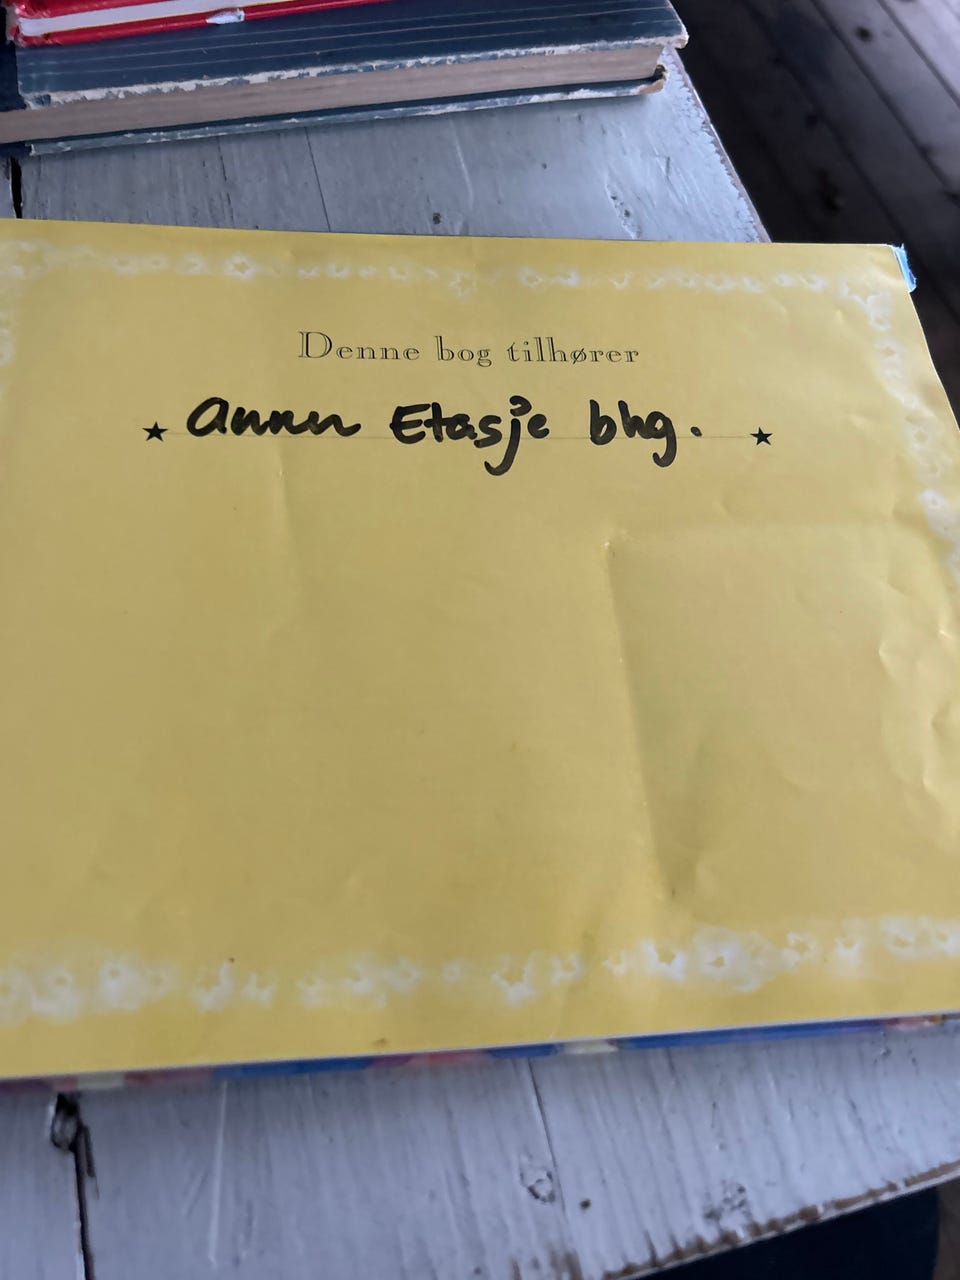 Denne bog tilhører
annen Etasje bhg.